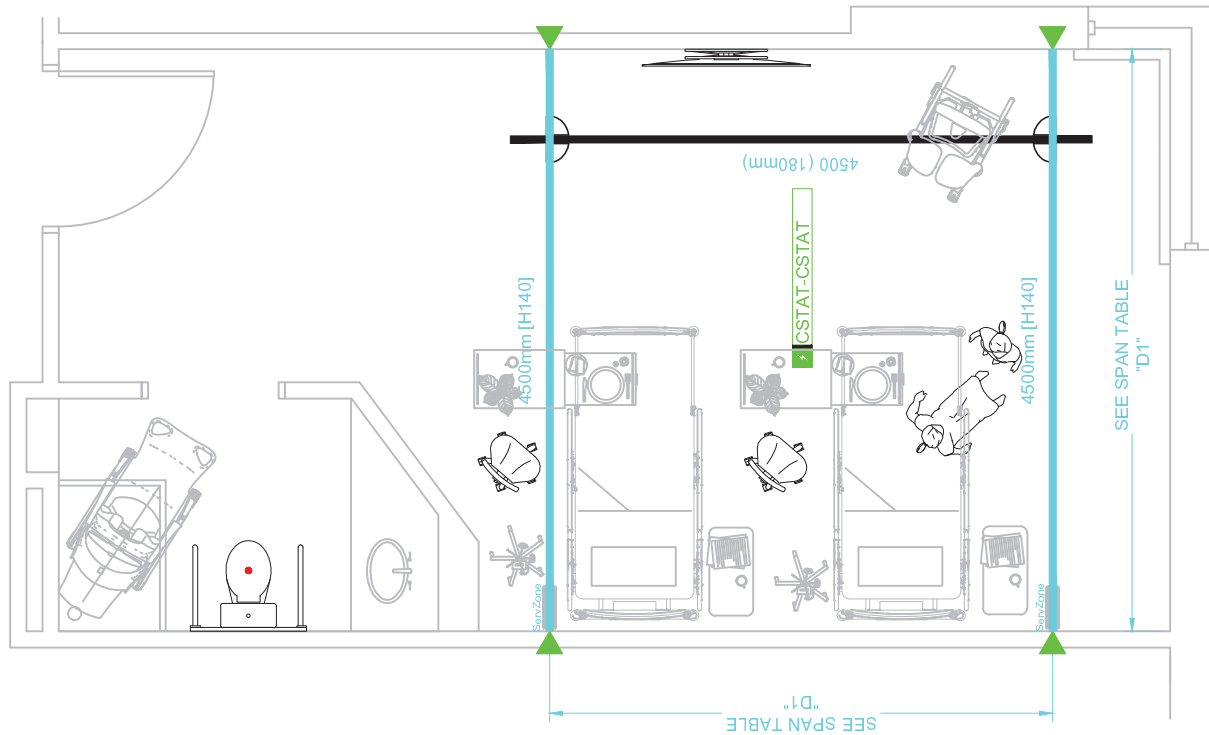 4500 (180mm)
CSTAT-CSTAT
4500mm [H140]
4500mm [H140]
SEE SPAN TABLE
"D1"
ServZone
ServZone
SEE SPAN TABLE
"D1"